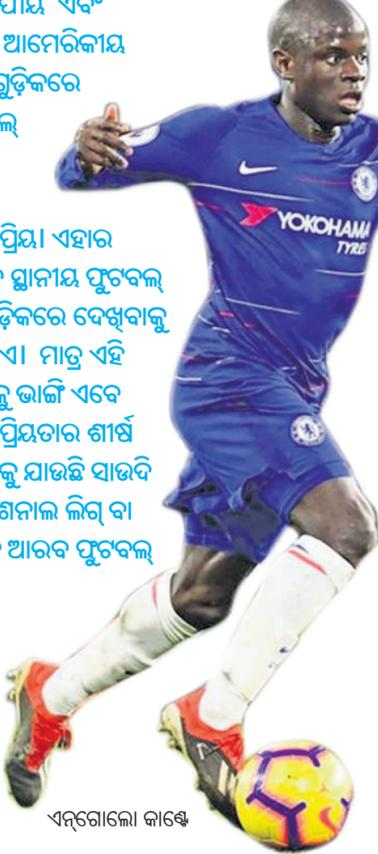 ପୀୟ ଏବଂ
ଆମେରିକୀୟ
ଗୁଡ଼ିକରେ
ଲ୍
ପ୍ରିୟ। ଏହାର
ସ୍ଥାନୀୟ ଫୁଟବଲ୍
ଡ଼ିକରେ ଦେଖିବାକୁ
ଏ। ମାତ୍ର ଏହି
କୁ ଭାଙ୍ଗି ଏବେ
ପ୍ରିୟତାର ଶୀର୍ଷ
କୁ ଯାଉଛି ସାଉଦି
ଶନାଲ ଲିଗ୍ ବା
ଆରବ ଫୁଟବଲ୍
YOKOHAMA
TYRES
ଏନ୍‌ଗୋଲୋ କାଣ୍ଟେ